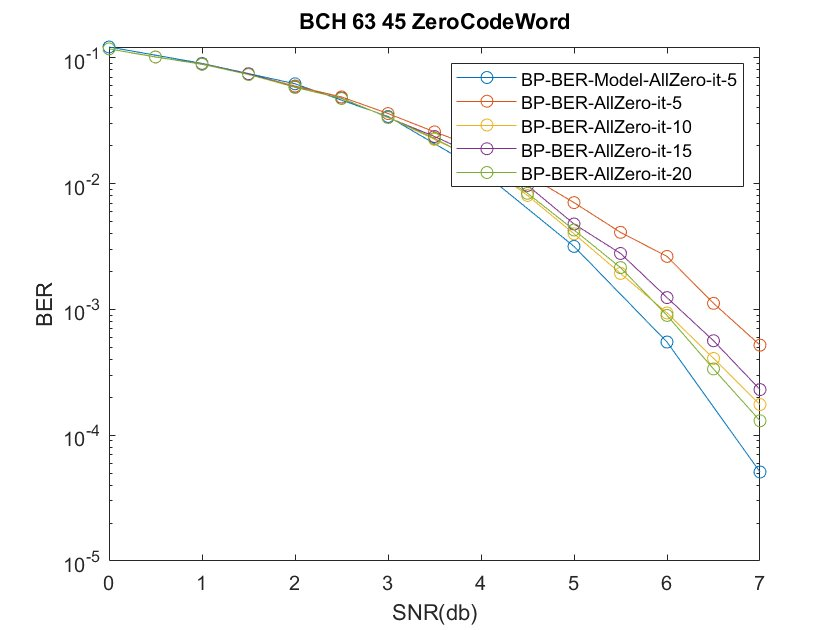 BCH 63 45 ZeroCodeWord
10-1
10-2
10-3
10-4
10-5
BER
BP-BER-Model-AllZero-it-5
BP-BER-AllZero-it-5
BP-BER-AllZero-it-10
BP-BER-AllZero-it-15
BP-BER-AllZero-it-20
0 1 2 3 4 5 6 7
SNR(db)